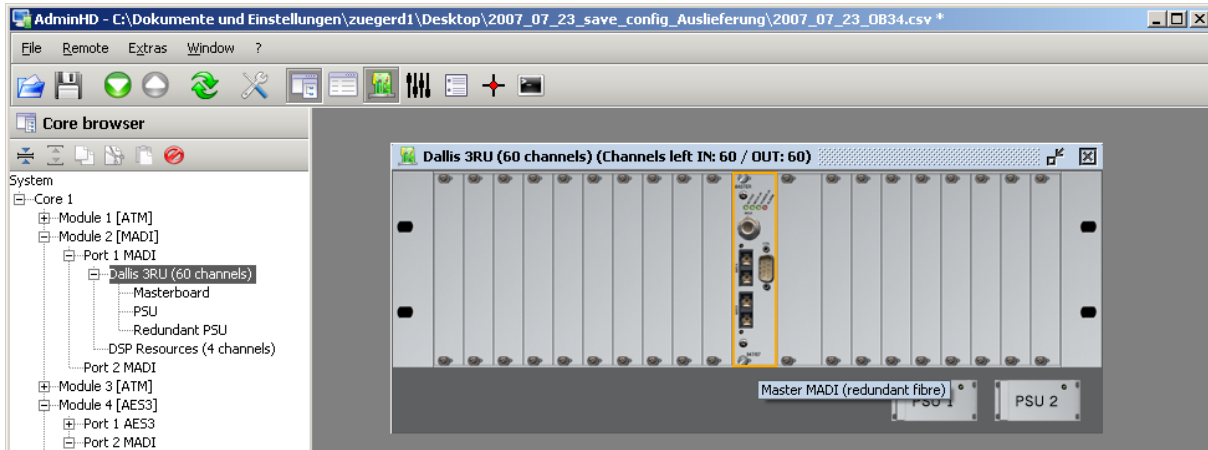 AdminHD - C:\Dokumente und Einstellungen\zuegerd1\Desktop\2007_07_23_save_config_Auslieferung\2007_07_23_OB34.csv *
File Remote Extras Window ?
Core browser
System
Core 1
Module 1 [ATM]
Module 2 [MADI]
Port 1 MADI
Dallis 3RU (60 channels)
Masterboard
PSU
Redundant PSU
DSP Resources (4 channels)
Port 2 MADI
Module 3 [ATM]
Module 4 [AES3]
Port 1 AES3
Port 2 MADI
Dallis 3RU (60 channels) (Channels left IN: 60 / OUT: 60)
MASTER
Master MADI (redundant fibre)
PSU 1
PSU 2